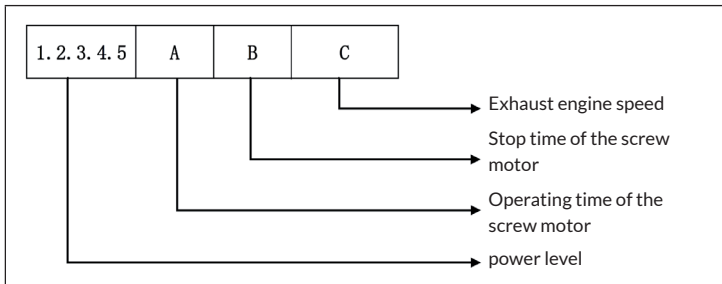 1.2.3.4.5 A B C
Exhaust engine speed
Stop time of the screw
motor
Operating time of the
screw motor
power level